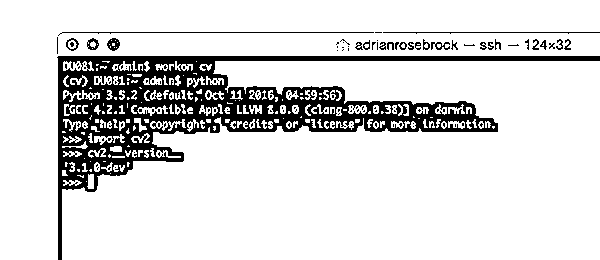 adrianrosebrock — ssh — 124×32
DU081:~ admin$ workon cv
(cv) DU081:~ admin$ python
Python 3.5.2 (default, Oct 11 2016, 04:59:56)
[GCC 4.2.1 Compatible Apple LLVM 8.0.0 (clang-800.0.38)] on darwin
Type "help", "copyright", "credits" or "license" for more information.
>>> import cv2
>>> cv2.__version__
'3.1.0-dev'
>>>